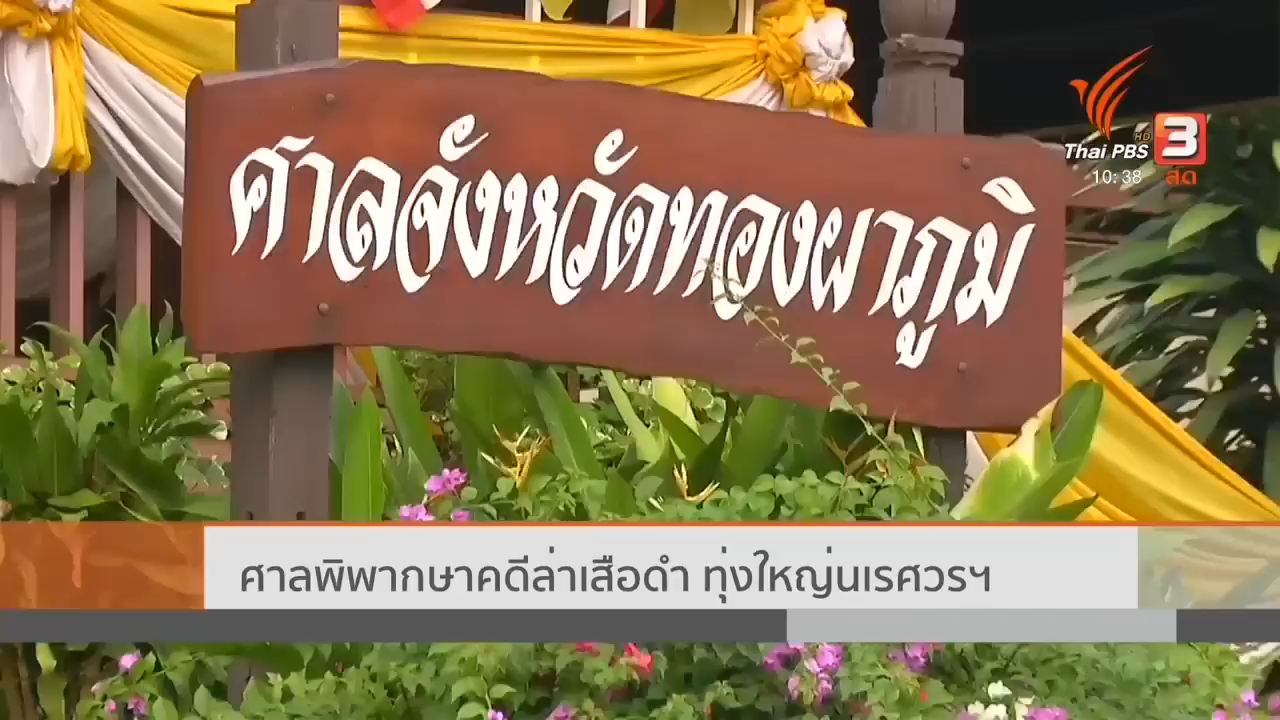 ศาลจังหวัดทองผาภูมิ
HD
Thai PBS 3
10:38 สด
ศาลพิพากษาคดีล่าเสือดำ ทุ่งใหญ่นเรศวรฯ